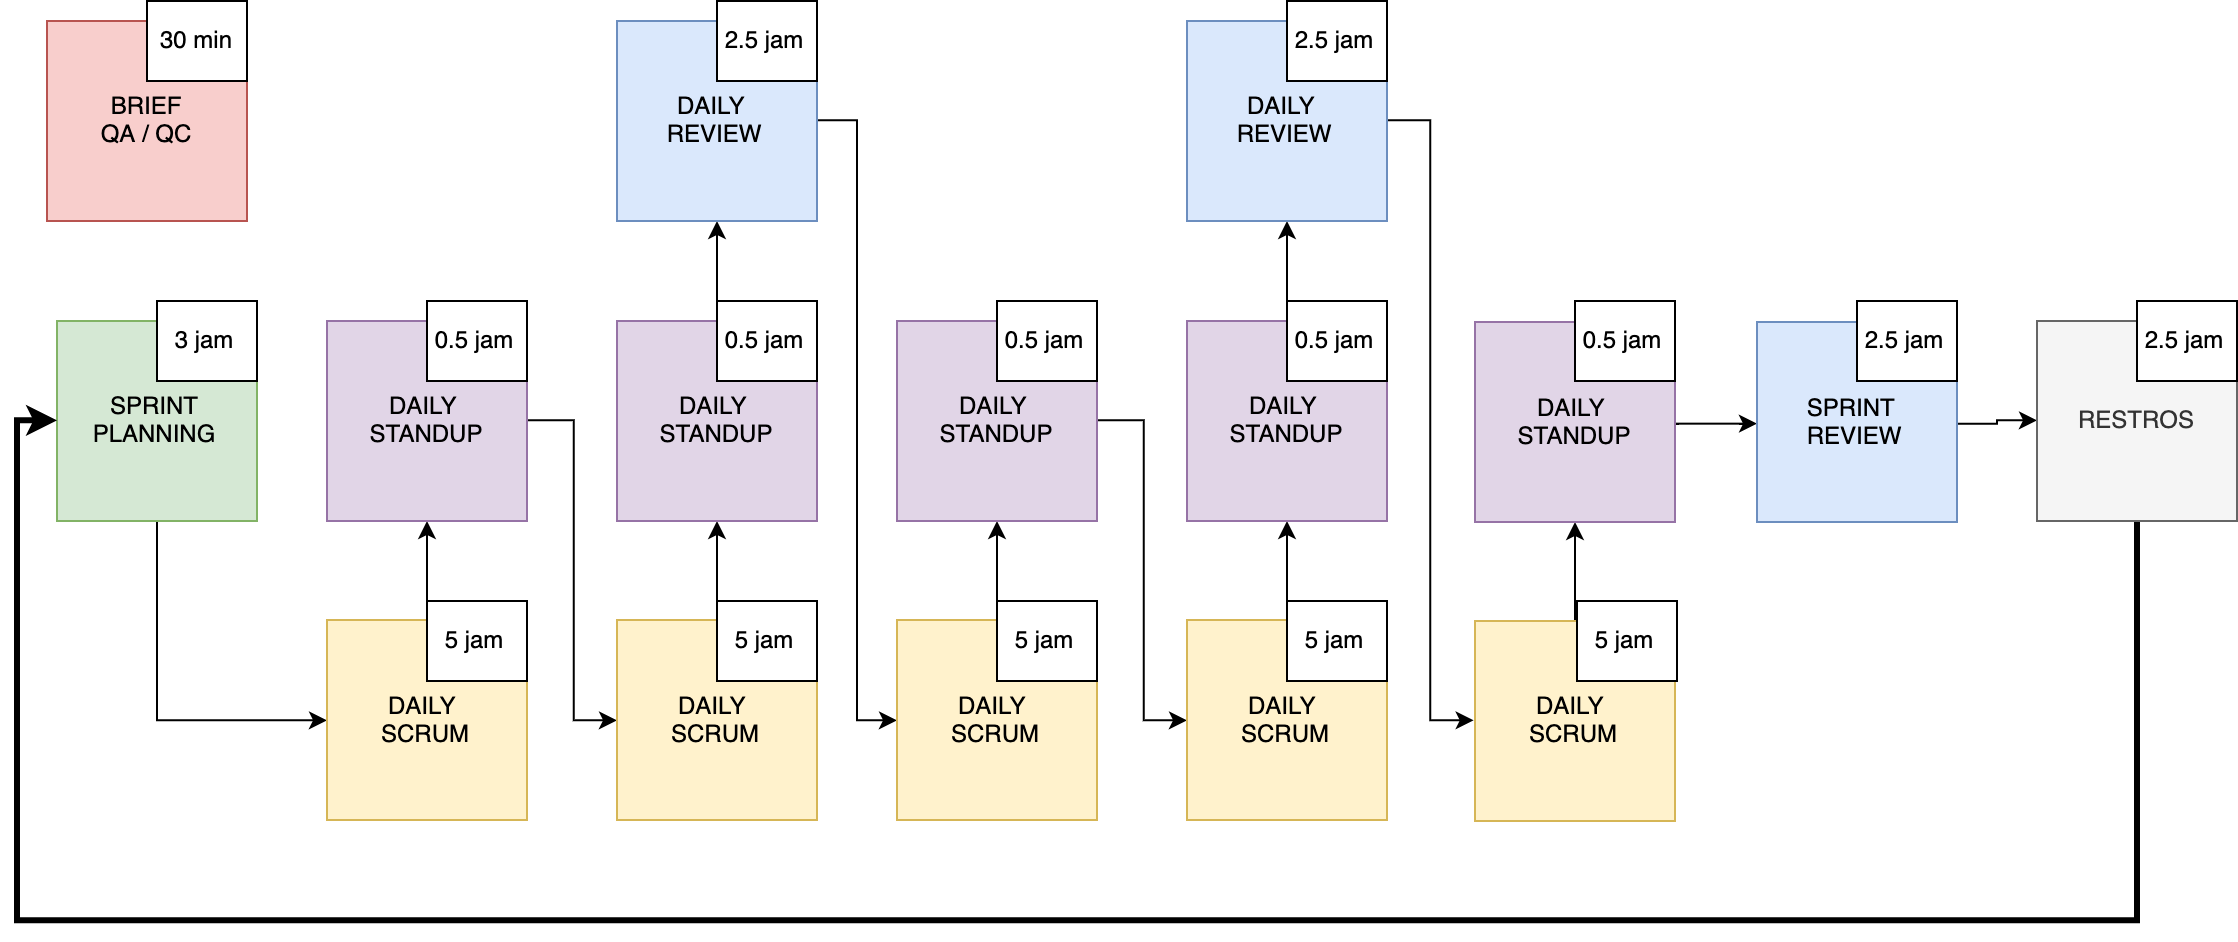 30 min
BRIEF
QA / QC
2.5 jam
DAILY
REVIEW
2.5 jam
DAILY
REVIEW
3 jam
SPRINT
PLANNING
0.5 jam
DAILY
STANDUP
0.5 jam
DAILY
STANDUP
0.5 jam
DAILY
STANDUP
0.5 jam
DAILY
STANDUP
0.5 jam
DAILY
STANDUP
2.5 jam
SPRINT
REVIEW
2.5 jam
RESTROS
5 jam
DAILY
SCRUM
5 jam
DAILY
SCRUM
5 jam
DAILY
SCRUM
5 jam
DAILY
SCRUM
5 jam
DAILY
SCRUM